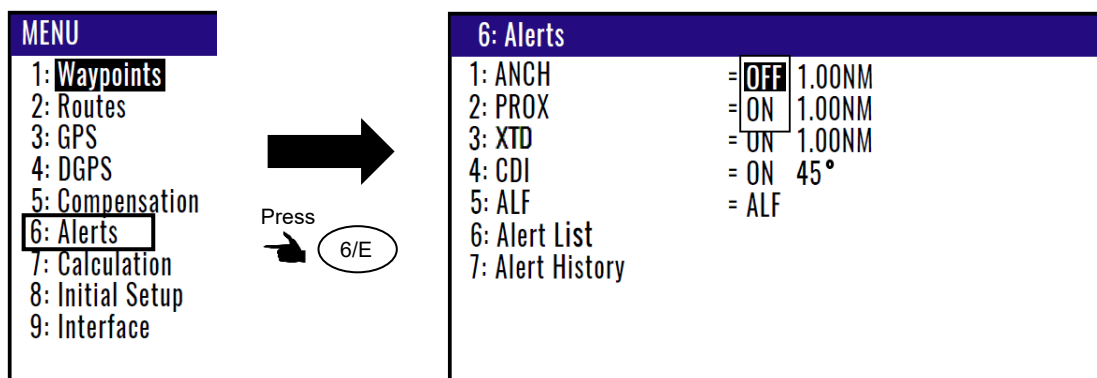 MENU
1: Waypoints
2: Routes
3: GPS
4: DGPS
5: Compensation
6: Alerts
7: Calculation
8: Initial Setup
9: Interface
Press
6/E
6: Alerts
1: ANCH = OFF 1.00NM
2: PROX = ON 1.00NM
3: XTD = ON 1.00NM
4: CDI = ON 45°
5: ALF = ALF
6: Alert List
7: Alert History